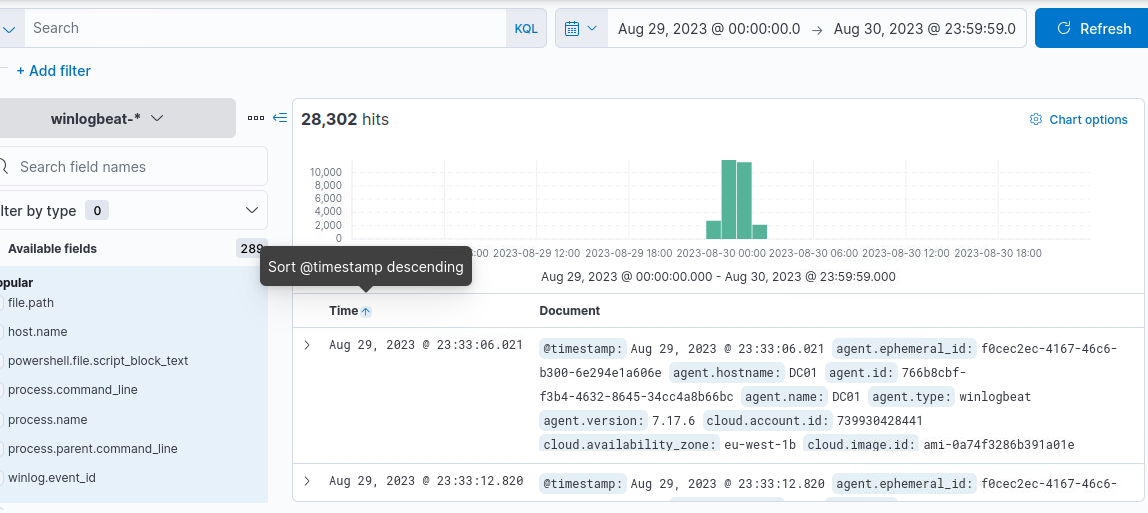 Search KQL Aug 29, 2023 @ 00:00:00.0 → Aug 30, 2023 @ 23:59:59.0 Refresh
+ Add filter
winlogbeat-*
28,302 hits
Chart options
Search field names
lter by type 0
Available fields 289
opular
file.path
host.name
powershell.file.script_block_text
process.command_line
process.name
process.parent.command_line
winlog.event_id
10,000
8,000
6,000
4,000
2,000
0
:00 2023-08-29 12:00 2023-08-29 18:00 2023-08-30 00:00 2023-08-30 06:00 2023-08-30 12:00 2023-08-30 18:00
Sort @timestamp descending
Aug 29, 2023 @ 00:00:00.000 - Aug 30, 2023 @ 23:59:59.000
Time Document
Aug 29, 2023 @ 23:33:06.021 @timestamp: Aug 29, 2023 @ 23:33:06.021 agent.ephemeral_id: f0cec2ec-4167-46c6-
b300-6e294e1a606e agent.hostname: DC01 agent.id: 766b8cbf-
f3b4-4632-8645-34cc4a8b66bc agent.name: DC01 agent.type: winlogbeat
agent.version: 7.17.6 cloud.account.id: 739930428441
cloud.availability_zone: eu-west-1b cloud.image.id: ami-0a74f3286b391a01e
Aug 29, 2023 @ 23:33:12.820 @timestamp: Aug 29, 2023 @ 23:33:12.820 agent.ephemeral_id: f0cec2ec-4167-46c6-